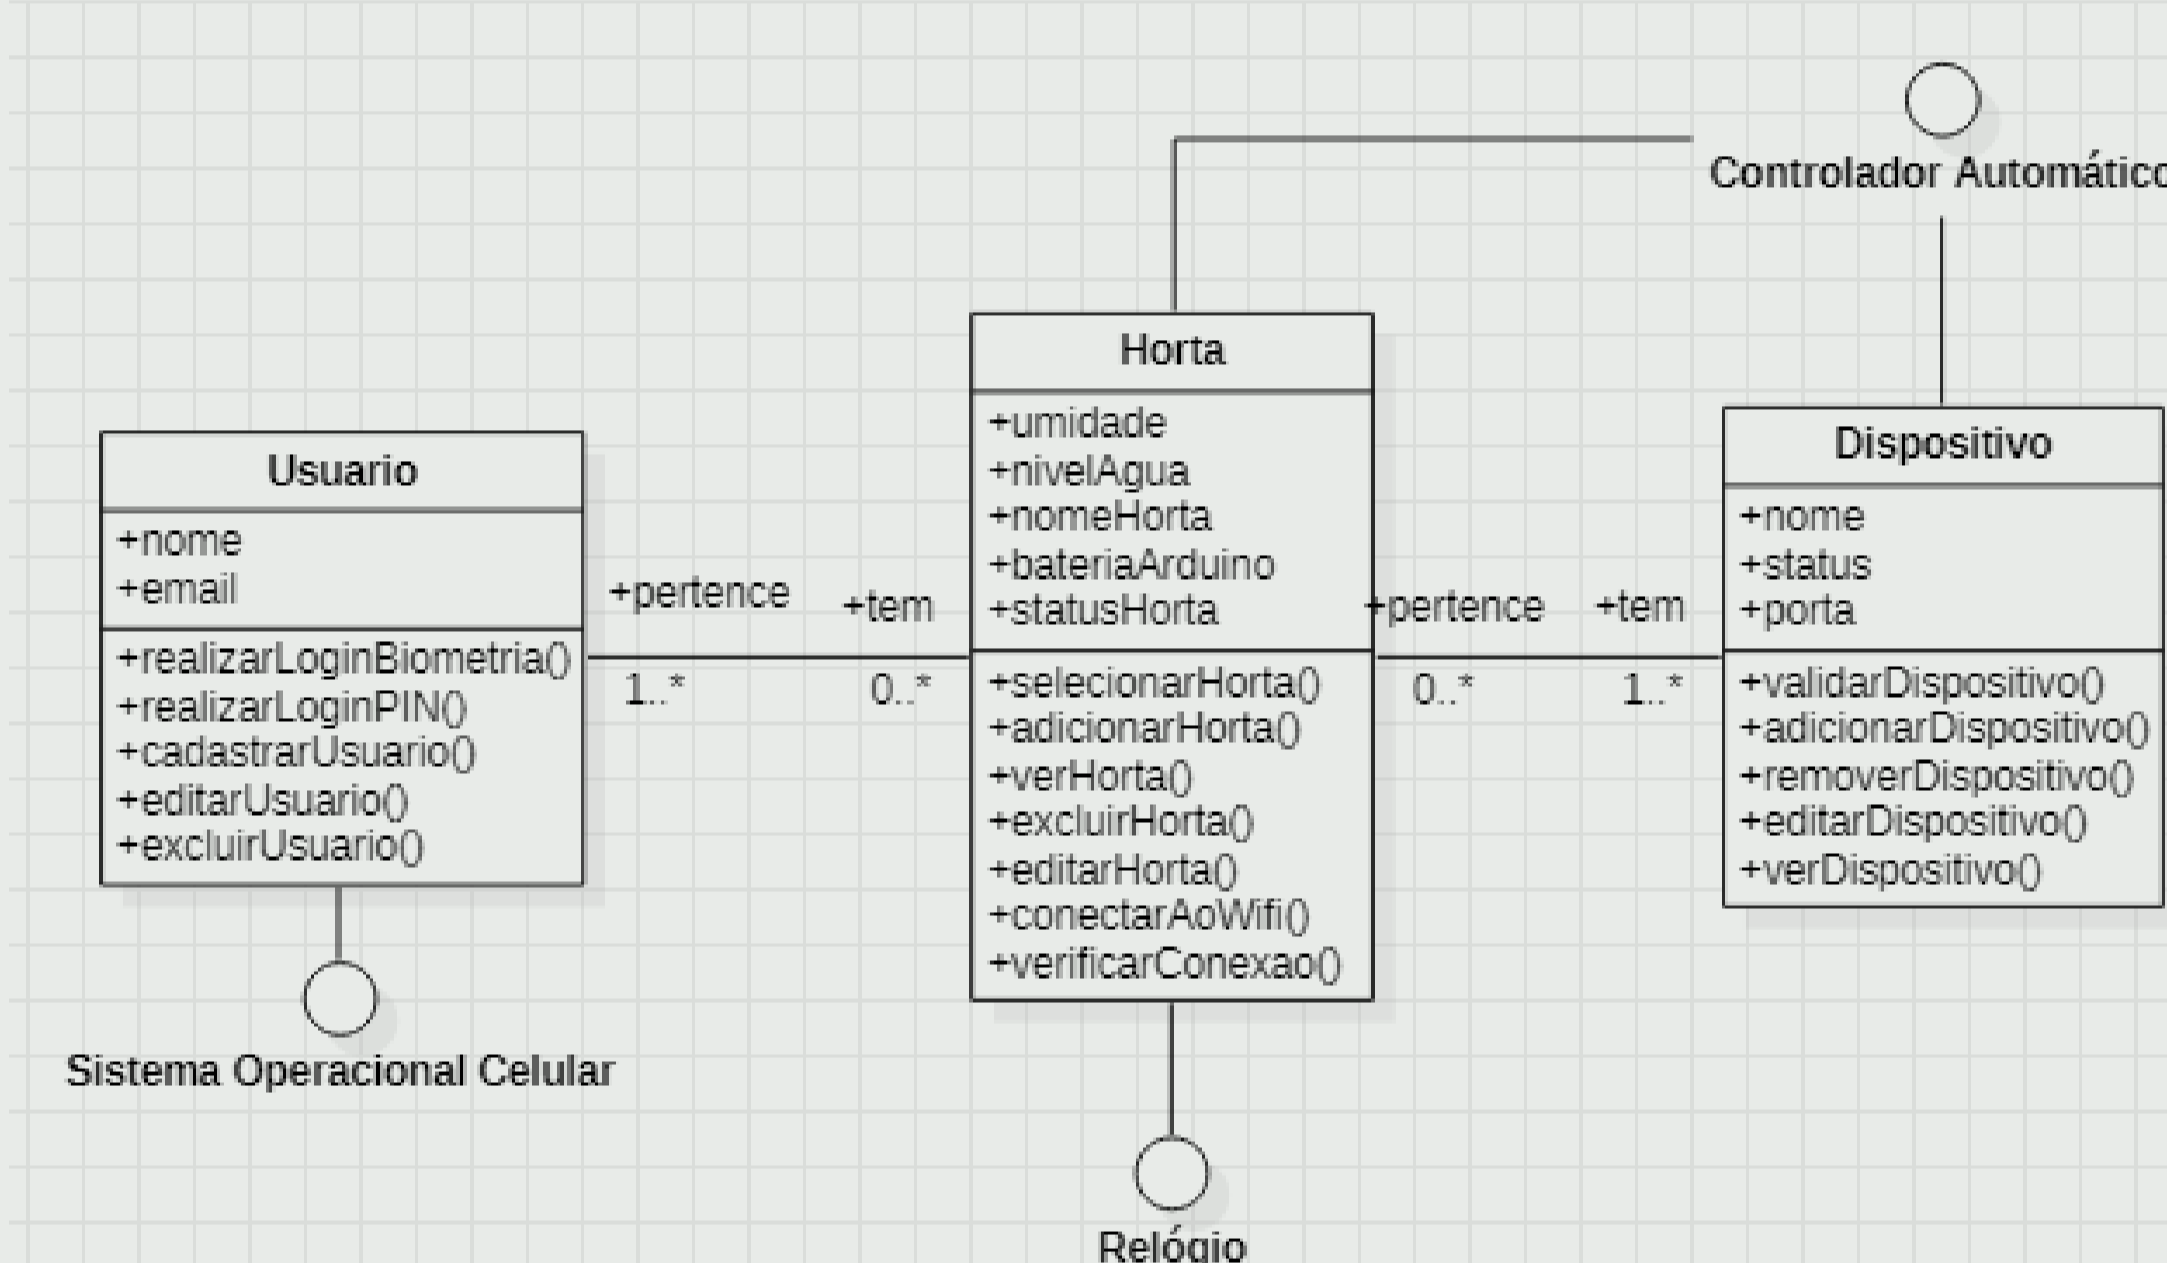 Controlador Automático
Usuario
+nome
+email
+realizarLoginBiometria()
+realizarLoginPIN()
+cadastrarUsuario()
+editarUsuario()
+excluirUsuario()
Sistema Operacional Celular
+pertence
+tem
1..*
0..*
Horta
+umidade
+nivelAgua
+nomeHorta
+bateriaArduino
+statusHorta
+selecionarHorta()
+adicionarHorta()
+verHorta()
+excluirHorta()
+editarHorta()
+conectarAoWifi()
+verificarConexao()
Relógio
+pertence
+tem
0..*
1..*
Dispositivo
+nome
+status
+porta
+validarDispositivo()
+adicionarDispositivo()
+removerDispositivo()
+editarDispositivo()
+verDispositivo()